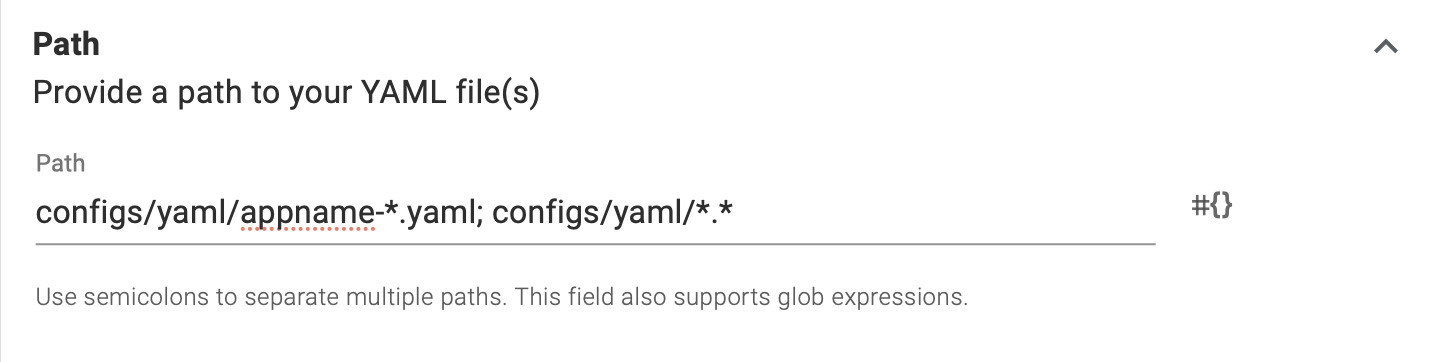 Path
Provide a path to your YAML file(s)
Path
configs/yaml/appname-*.yaml; configs/yaml/*.*
#{}
Use semicolons to separate multiple paths. This field also supports glob expressions.